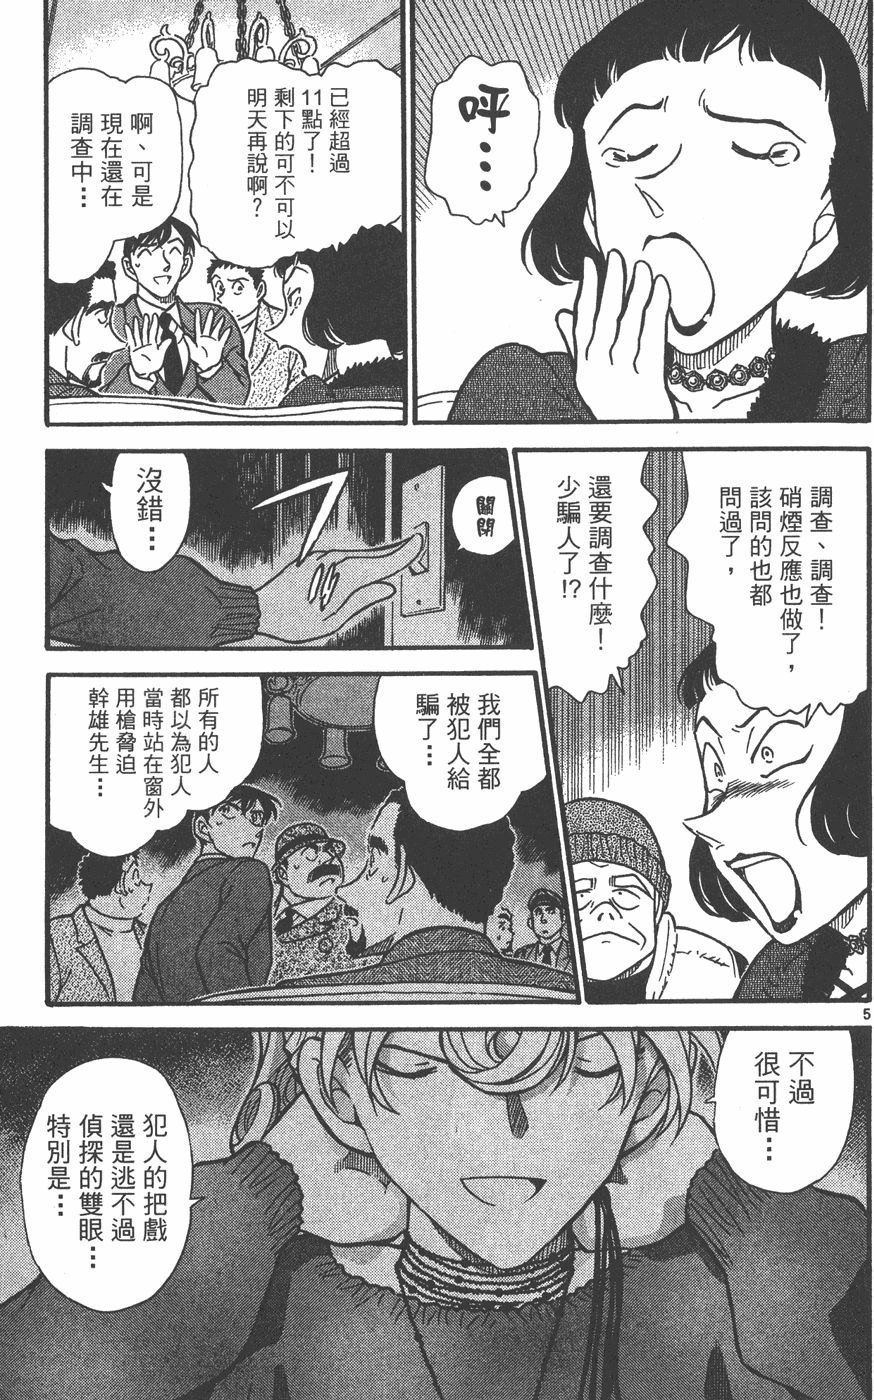 呼…
已經超過
11點了！
剩下的可不可以
明天再說啊？
啊、可是
現在還在
調查中…
調查、調查！
硝煙反應也做了，
該問的也都
問過了，
還要調查什麼！
少騙人了!?
關閉
沒錯…
我們全都
被犯人給
騙了…
所有的人
都以為犯人
當時站在窗外
用槍脅迫
幹雄先生…
5
不過
很可惜…
犯人的把戲
還是逃不過
偵探的雙眼…
特別是…